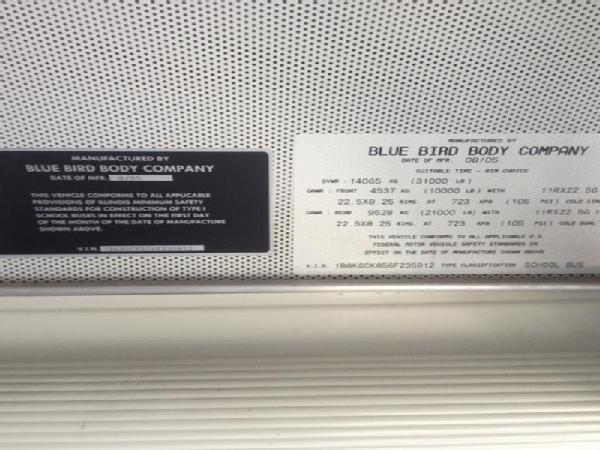 MANUFACTURED BY
BLUE BIRD BODY COMPANY
DATE OF MFR. 8/05
THIS VEHICLE CONFORMS TO ALL APPLICABLE
PROVISIONS OF ILLINOIS MINIMUM SAFETY
STANDARDS FOR CONSTRUCTION OF TYPE I
SCHOOL BUSES IN DIRECT ON THE FIRST DAY
OF THE MONTH OF THE DATE OF MANUFACTURE
SHOWN ABOVE.
V.I.N.
MANUFACTURED BY
BLUE BIRD BODY COMPANY
DATE OF MFR. 08/05
SUITABLE TIRE - RIM CHOICE
GVWR : 14065 KG (31000 LB)
GAWR : FRONT 4537 KG (10000 LB) WITH 11RX22.5G
22.5X8.25 RIMS. AT 723 KPA (105 PSI) COLD
GAWR : REAR 9528 KG (21000 LB) WITH 11RX22.5G
22.5X8.25 RIMS. AT 723 KPA (105 PSI) COLD DUAL
THIS VEHICLE CONFORMS TO ALL APPLICABLE U.S.
FEDERAL MOTOR VEHICLE SAFETY STANDARDS IN
EFFECT ON THE DATE OF MANUFACTURE SHOWN ABOVE
V.I.N. 1BAKGCKA56F235912 TYPE CLASSIFICATION SCHOOL BUS